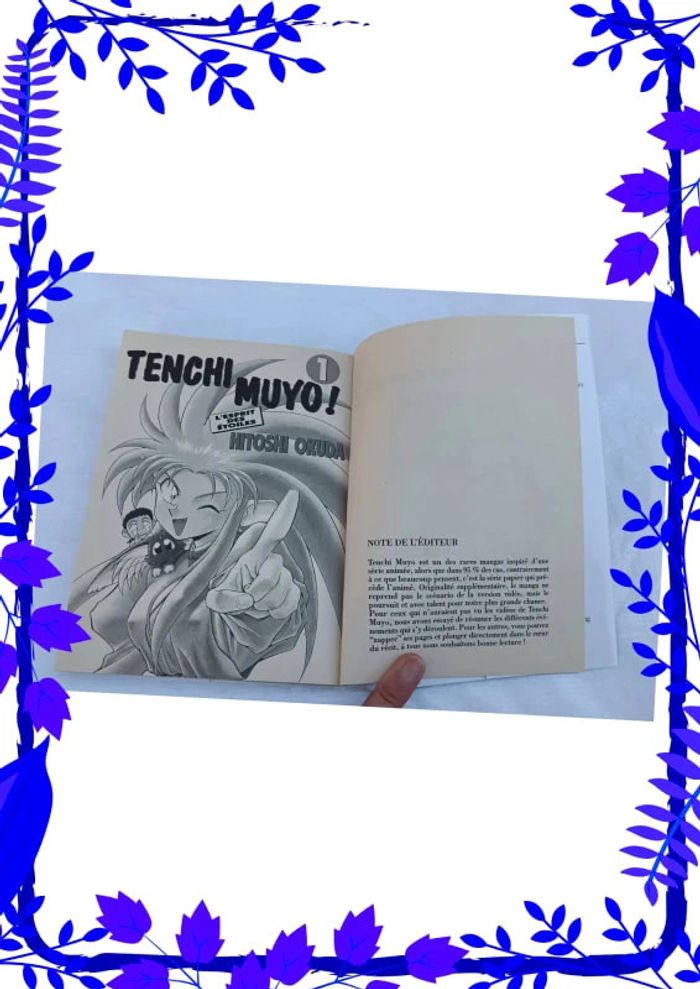 TENCHI
MUYO!
1
L'ESPRIT
DES
ÉTOILES
HITOSHI OKUDA
NOTE DE L'ÉDITEUR
Tenchi Muyo est un des rares mangas inspiré d'une
série animée, alors que dans 95 % des cas, contrairement
à ce que beaucoup pensent, c'est la série papier qui pré-
cède l'animé. Originalité supplémentaire, le manga ne
reprend pas le scénario de la version vidéo, mais le
poursuit et avec talent pour notre plus grande chance.
Pour ceux qui n'auraient pas vu les vidéos de Tenchi
Muyo, nous avons essayé de résumer les différents évé-
nements qui s'y déroulent. Pour les autres, vous pouvez
"zapper" ses pages et plonger directement dans le cœur
du récit, à tous nous souhaitons bonne lecture !